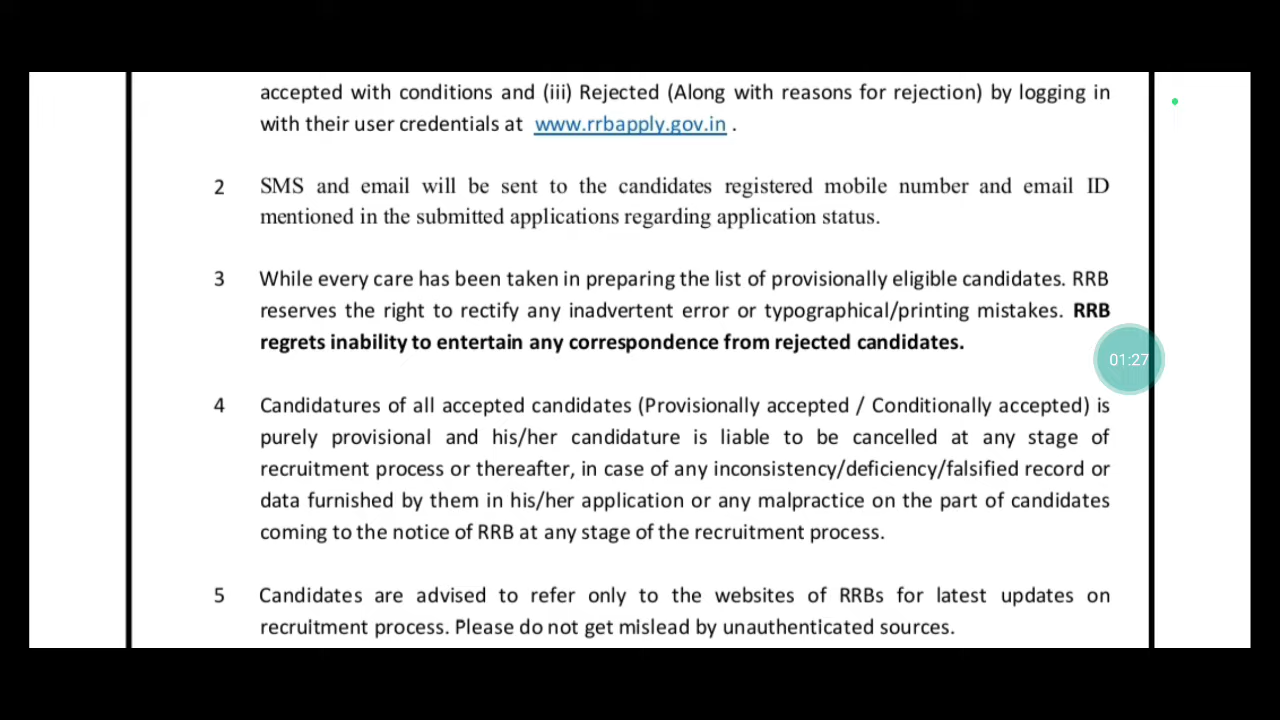 accepted with conditions and (iii) Rejected (Along with reasons for rejection) by logging in
with their user credentials at www.rrbapply.gov.in .
2 SMS and email will be sent to the candidates registered mobile number and email ID
mentioned in the submitted applications regarding application status.
3 While every care has been taken in preparing the list of provisionally eligible candidates. RRB
reserves the right to rectify any inadvertent error or typographical/printing mistakes. RRB
regrets inability to entertain any correspondence from rejected candidates.
01:27
4 Candidatures of all accepted candidates (Provisionally accepted / Conditionally accepted) is
purely provisional and his/her candidature is liable to be cancelled at any stage of
recruitment process or thereafter, in case of any inconsistency/deficiency/falsified record or
data furnished by them in his/her application or any malpractice on the part of candidates
coming to the notice of RRB at any stage of the recruitment process.
5 Candidates are advised to refer only to the websites of RRBs for latest updates on
recruitment process. Please do not get mislead by unauthenticated sources.